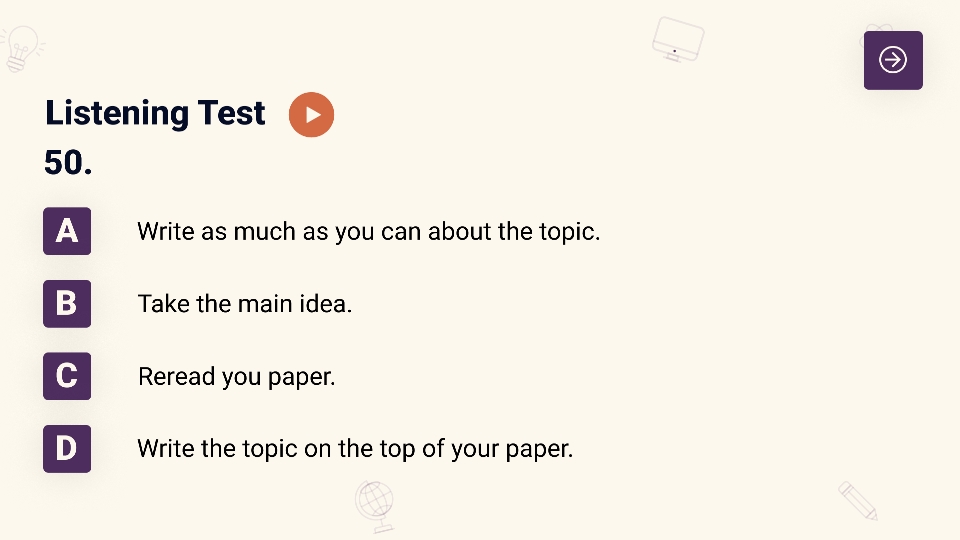 Listening Test
50.
A Write as much as you can about the topic.
B Take the main idea.
C Reread you paper.
D Write the topic on the top of your paper.